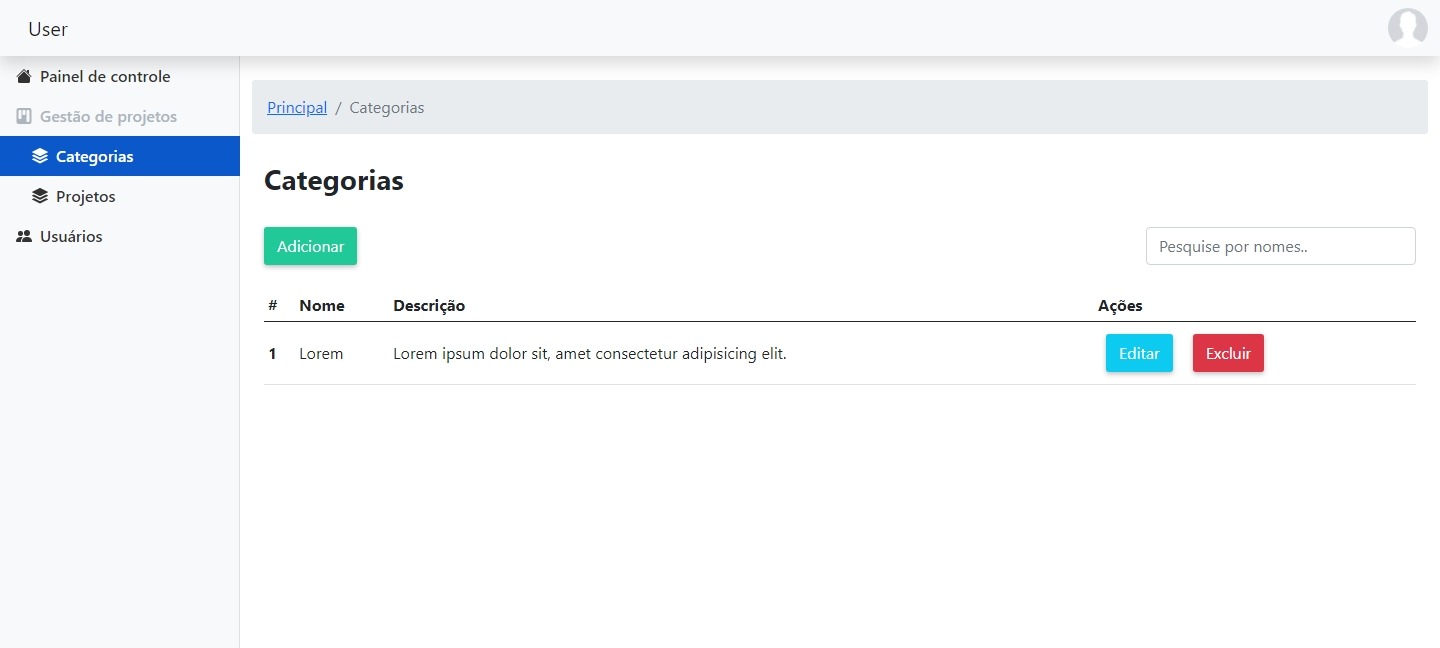 User
Painel de controle
Gestão de projetos
Categorias
Projetos
Usuários
Principal / Categorias
Categorias
Adicionar
Pesquise por nomes..
# Nome Descrição Ações
1 Lorem Lorem ipsum dolor sit, amet consectetur adipisicing elit. Editar Excluir